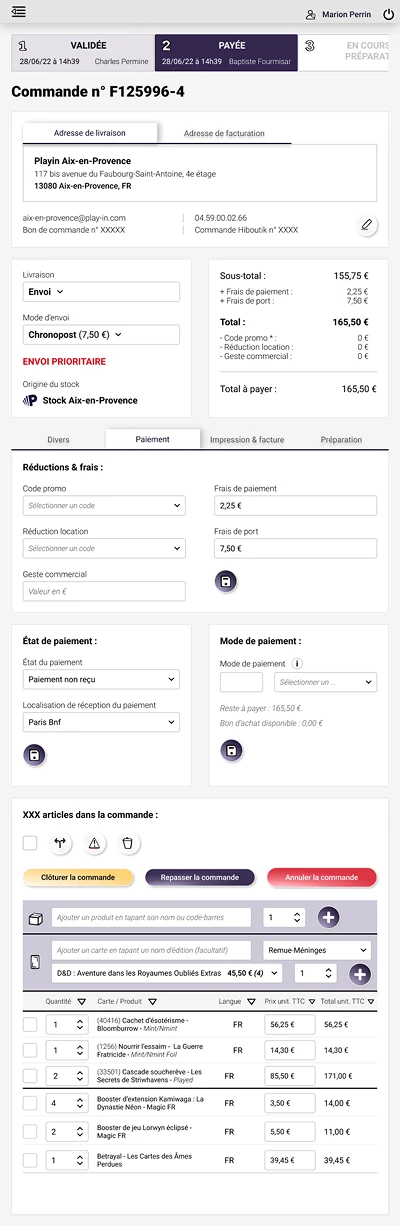 Marion Perrin
1 VALIDÉE
28/06/22 à 14h39 Charles Permine
2 PAYÉE
28/06/22 à 14h39 Baptiste Fourmisar
3 EN COURS
PRÉPARAT
Commande n° F125996-4
Adresse de livraison Adresse de facturation
Playin Aix-en-Provence
117 bis avenue du Faubourg-Saint-Antoine, 4e étage
13080 Aix-en-Provence, FR
aix-en-provence@play-in.com 04.59.00.02.66
Bon de commande n° XXXXX Commande Hiboutik n° XXXX
Livraison
Envoi
Mode d'envoi
Chronopost (7,50 €)
ENVOI PRIORITAIRE
Origine du stock
Stock Aix-en-Provence
Sous-total : 155,75 €
+ Frais de paiement : 2,25 €
+ Frais de port : 7,50 €
Total : 165,50 €
- Code promo * : 0 €
- Réduction location : 0 €
- Geste commercial : 0 €
Total à payer : 165,50 €
Divers Paiement Impression & facture Préparation
Réductions & frais :
Code promo Frais de paiement
Sélectionner un code 2,25 €
Réduction location Frais de port
Sélectionner un code 7,50 €
Geste commercial
Valeur en €
État de paiement :
État du paiement
Paiement non reçu
Localisation de réception du paiement
Paris Bnf
Mode de paiement :
Mode de paiement i
Sélectionner un ...
Reste à payer : 165,50 €.
Bon d'achat disponible : 0,00 €
XXX articles dans la commande :
Clôturer la commande Repasser la commande Annuler la commande
Ajouter un produit en tapant son nom ou code-barres 1
Ajouter un carte en tapant un nom d'édition (facultatif) Remue-Méninges
D&D : Aventure dans les Royaumes Oubliés Extras 45,50 € (4) 1
Quantité Carte / Produit Langue Prix unit. TTC Total unit. TTC
1 (40416) Cachet d'ésotérisme - FR 56,25 € 56,25 €
Bloomburrow - Mint/Nmint
1 (1256) Nourrir l'essaim - La Guerre FR 14,30 € 14,30 €
Fratricide - Mint/Nmint Foil
2 (33501) Cascade soucherêve - Les FR 85,50 € 171,00 €
Secrets de Strivhavens - Played
4 Booster d'extension Kamiwaga : La FR 3,50 € 14,00 €
Dynastie Néon - Magic FR
2 Booster de jeu Lorwyn éclipsé - FR 5,50 € 11,00 €
Magic FR
1 Betrayal - Les Cartes des Âmes FR 39,45 € 39,45 €
Perdues